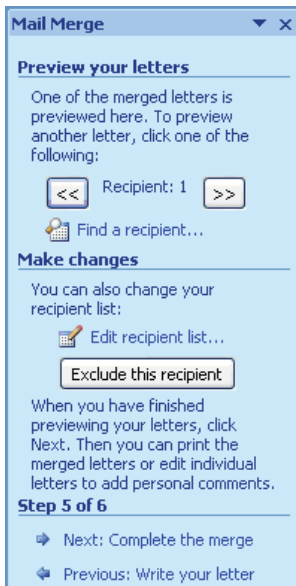 Mail Merge
Preview your letters
One of the merged letters is
previewed here. To preview
another letter, click one of the
following:
<< Recipient: 1 >>
Find a recipient...
Make changes
You can also change your
recipient list:
Edit recipient list...
Exclude this recipient
When you have finished
previewing your letters, click
Next. Then you can print the
merged letters or edit individual
letters to add personal comments.
Step 5 of 6
Next: Complete the merge
Previous: Write your letter